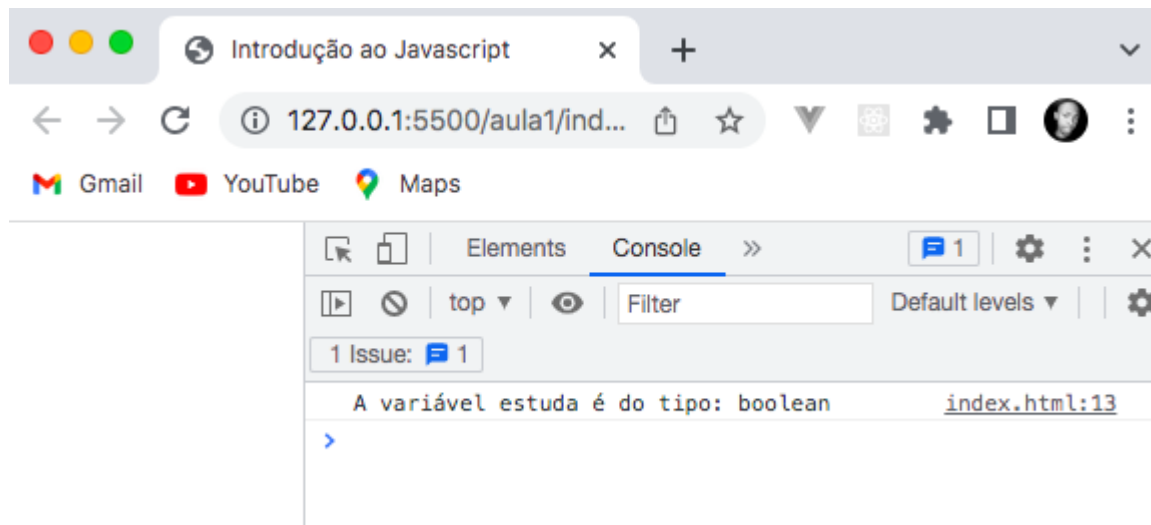 Introdução ao Javascript
127.0.0.1:5500/aula1/ind...
Gmail YouTube Maps
Elements Console 1
top Filter Default levels
1 Issue: 1
A variável estuda é do tipo: boolean index.html:13